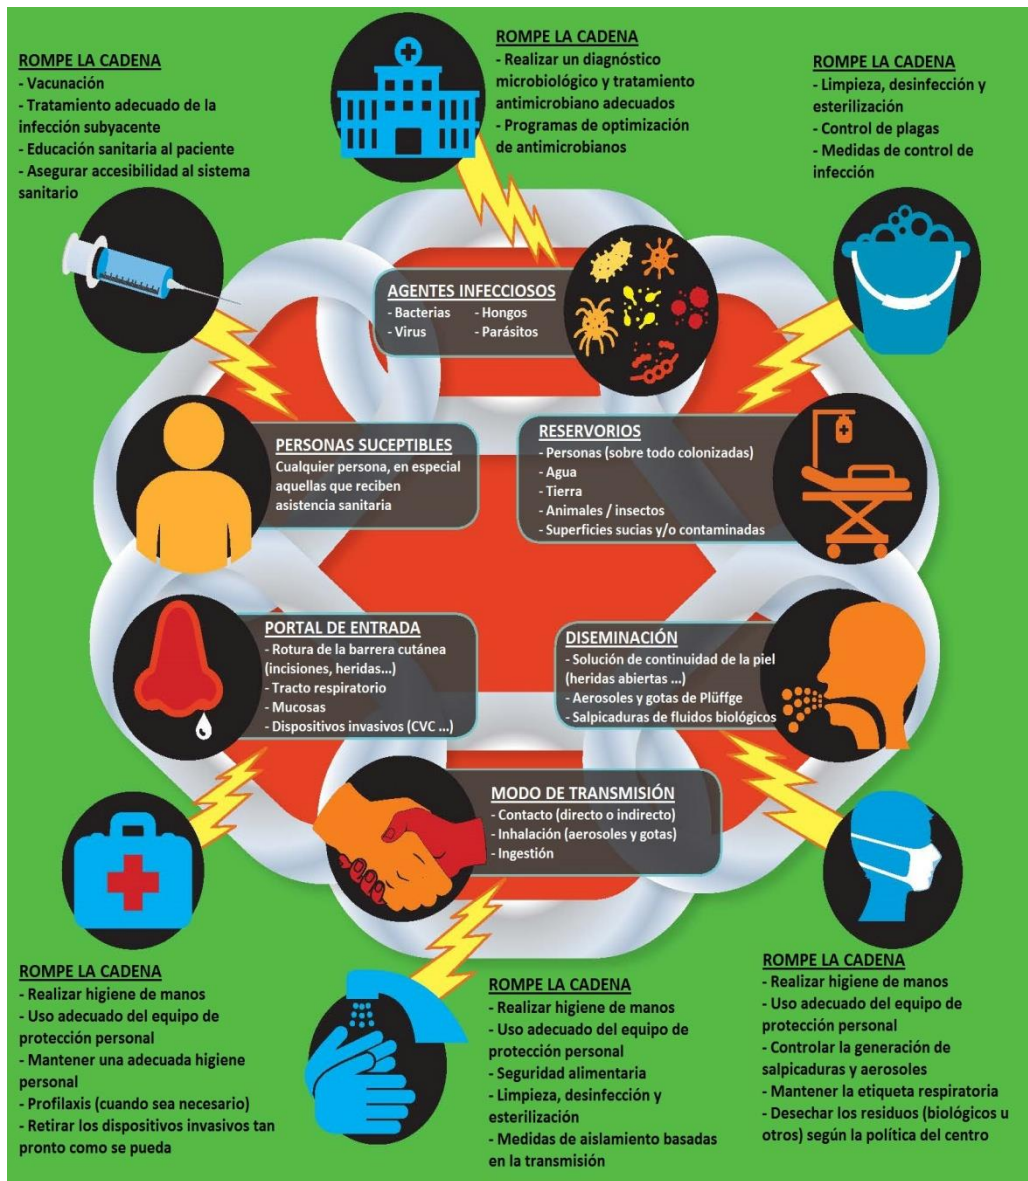 ROMPE LA CADENA
- Vacunación
- Tratamiento adecuado de la
infección subyacente
- Educación sanitaria al paciente
- Asegurar accesibilidad al sistema
sanitario
ROMPE LA CADENA
- Realizar un diagnóstico
microbiológico y tratamiento
antimicrobiano adecuados
- Programas de optimización
de antimicrobianos
ROMPE LA CADENA
- Limpieza, desinfección y
esterilización
- Control de plagas
- Medidas de control de
infección
AGENTES INFECCIOSOS
- Bacterias - Hongos
- Virus - Parásitos
PERSONAS SUCEPTIBLES
Cualquier persona, en especial
aquellas que reciben
asistencia sanitaria
RESERVORIOS
- Personas (sobre todo colonizadas)
- Agua
- Tierra
- Animales / insectos
- Superficies sucias y/o contaminadas
PORTAL DE ENTRADA
- Rotura de la barrera cutánea
(incisiones, heridas...)
- Tracto respiratorio
- Mucosas
- Dispositivos invasivos (CVC ...)
DISEMINACIÓN
- Solución de continuidad de la piel
(heridas abiertas ...)
- Aerosoles y gotas de Plüffge
- Salpicaduras de fluidos biológicos
MODO DE TRANSMISIÓN
- Contacto (directo o indirecto)
- Inhalación (aerosoles y gotas)
- Ingestión
ROMPE LA CADENA
- Realizar higiene de manos
- Uso adecuado del equipo de
protección personal
- Mantener una adecuada higiene
personal
- Profilaxis (cuando sea necesario)
- Retirar los dispositivos invasivos tan
pronto como se pueda
ROMPE LA CADENA
- Realizar higiene de manos
- Uso adecuado del equipo de
protección personal
- Seguridad alimentaria
- Limpieza, desinfección y
esterilización
- Medidas de aislamiento basadas
en la transmisión
ROMPE LA CADENA
- Realizar higiene de manos
- Uso adecuado del equipo de
protección personal
- Controlar la generación de
salpicaduras y aerosoles
- Mantener la etiqueta respiratoria
- Desechar los residuos (biológicos u
otros) según la política del centro